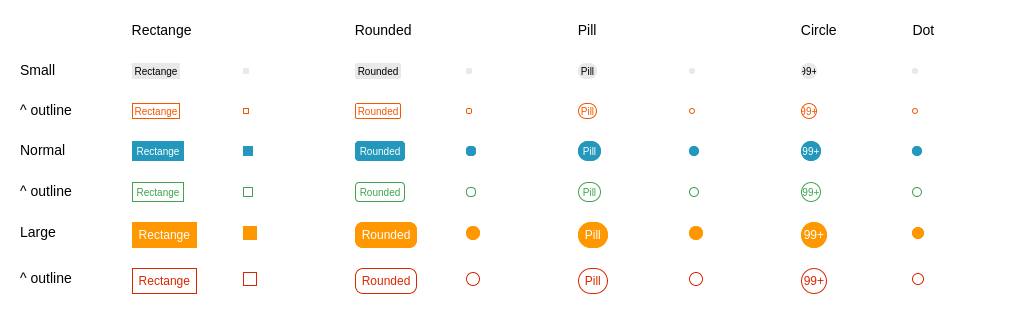 Rectange Rounded Pill Circle Dot
Small Rectange Rounded Pill 99+
^ outline Rectange Rounded Pill 99+
Normal Rectange Rounded Pill 99+
^ outline Rectange Rounded Pill 99+
Large Rectange Rounded Pill 99+
^ outline Rectange Rounded Pill 99+